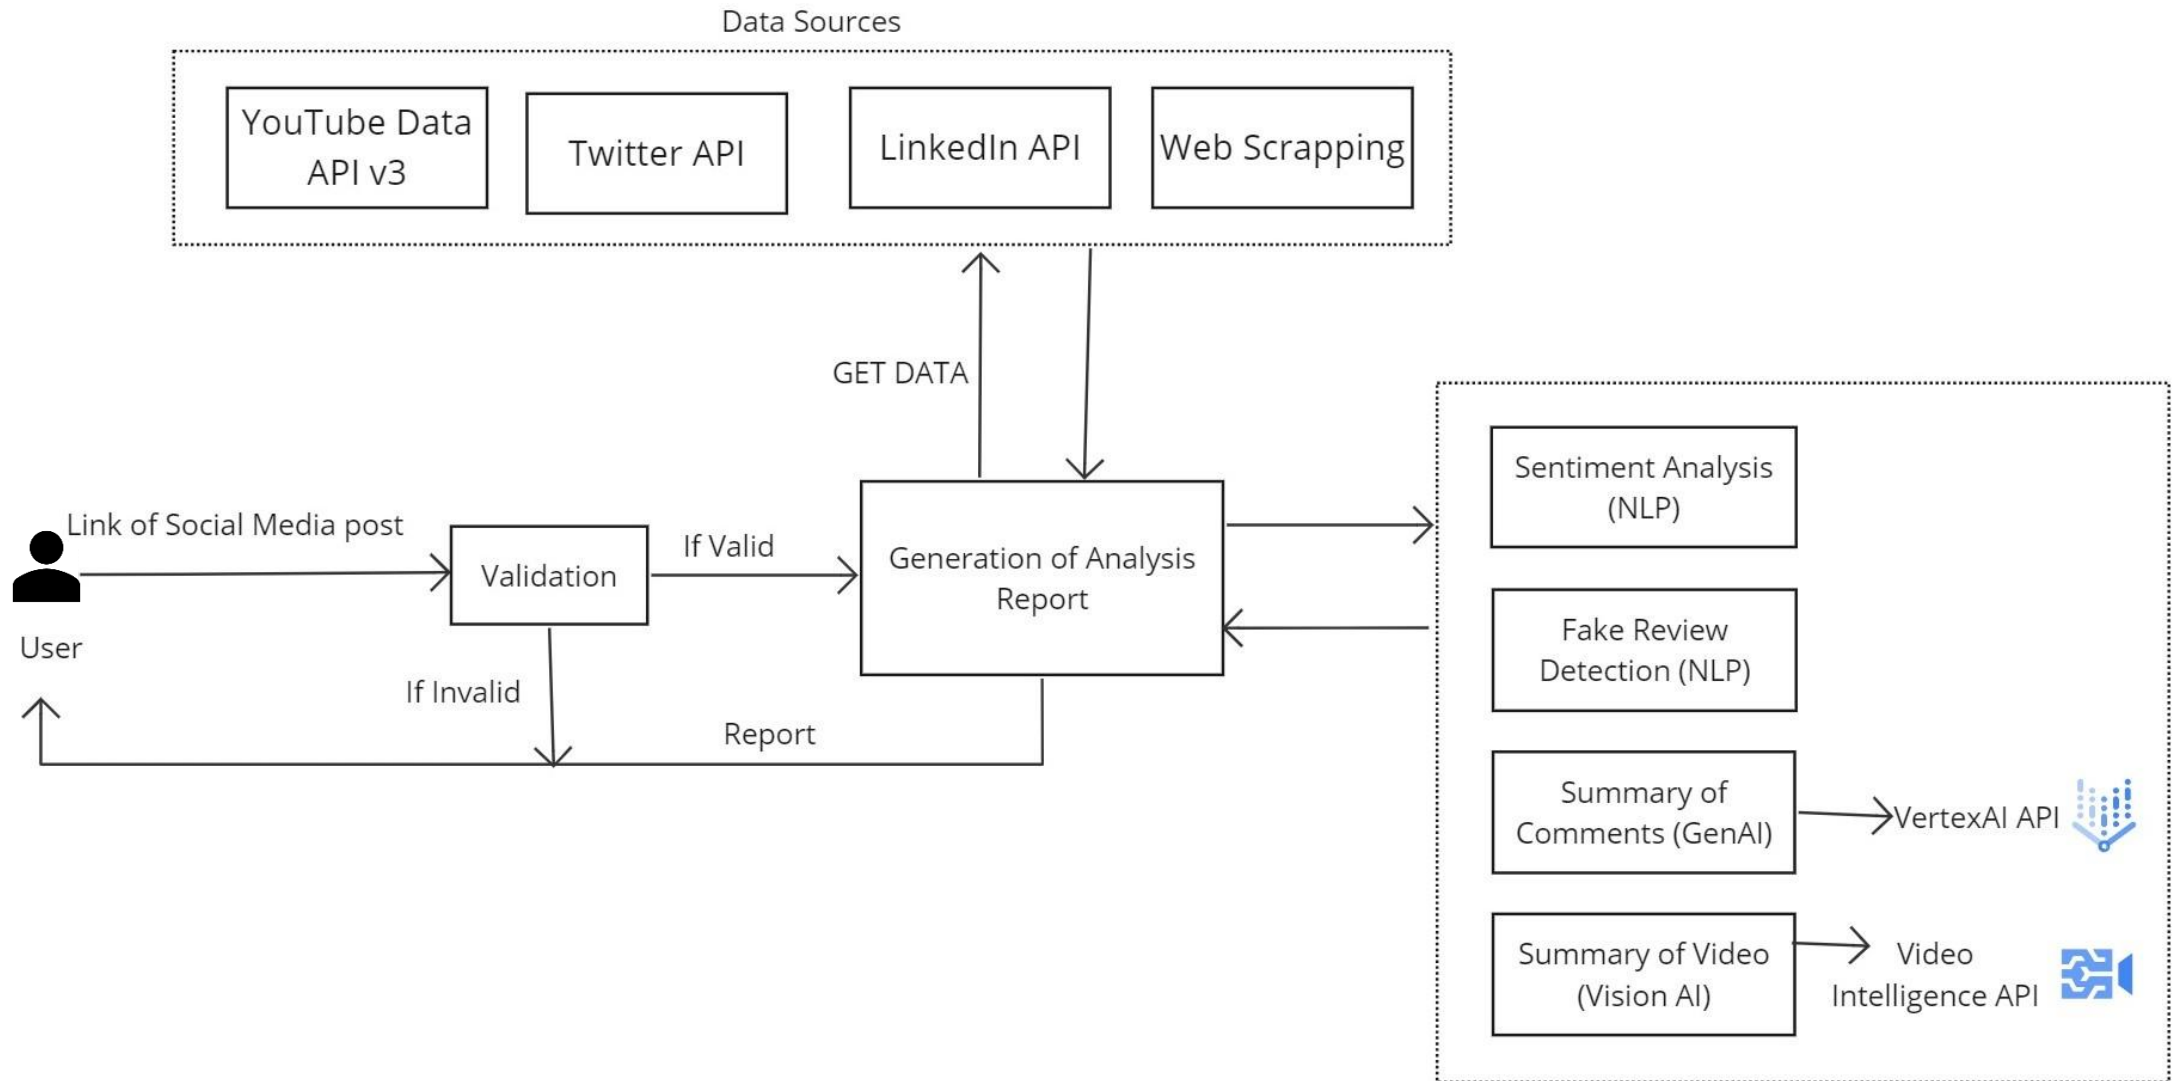 Data Sources
YouTube Data
API v3
Twitter API
LinkedIn API
Web Scrapping
GET DATA
Link of Social Media post
User
Validation
If Valid
If Invalid
Generation of Analysis
Report
Report
Sentiment Analysis
(NLP)
Fake Review
Detection (NLP)
Summary of
Comments (GenAI)
VertexAI API
Summary of Video
(Vision AI)
Video
Intelligence API